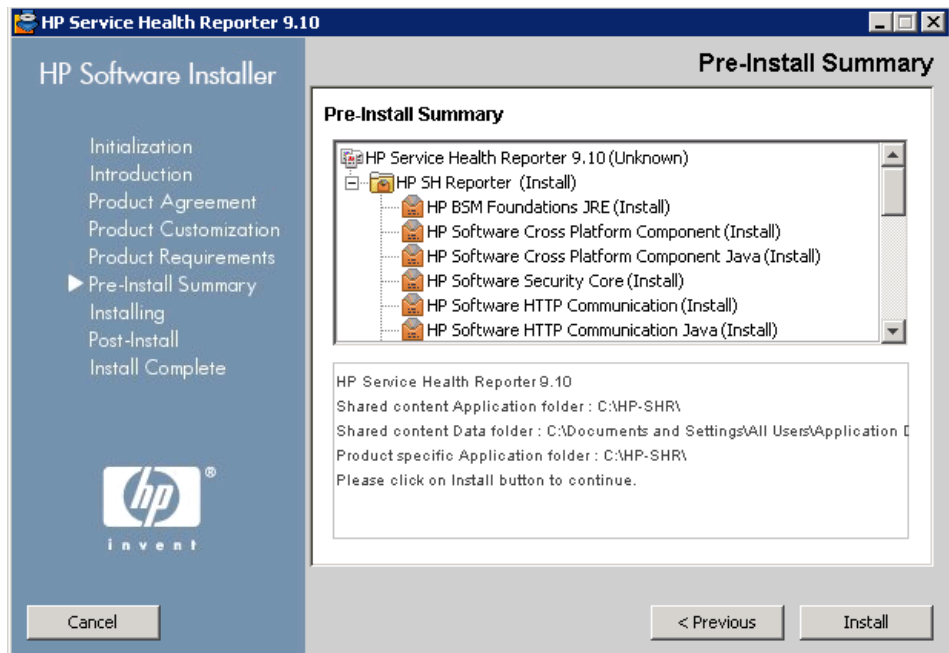 HP Service Health Reporter 9.10
HP Software Installer
Initialization
Introduction
Product Agreement
Product Customization
Product Requirements
Pre-Install Summary
Installing
Post-Install
Install Complete
hp
®
invent
Pre-Install Summary
Pre-Install Summary
HP Service Health Reporter 9.10 (Unknown)
HP SH Reporter (Install)
HP BSM Foundations JRE (Install)
HP Software Cross Platform Component (Install)
HP Software Cross Platform Component Java (Install)
HP Software Security Core (Install)
HP Software HTTP Communication (Install)
HP Software HTTP Communication Java (Install)
HP Service Health Reporter 9.10
Shared content Application folder : C:\HP-SHR\
Shared content Data folder : C:\Documents and Settings\All Users\Application D
Product specific Application folder : C:\HP-SHR\
Please click on Install button to continue.
Cancel
< Previous
Install